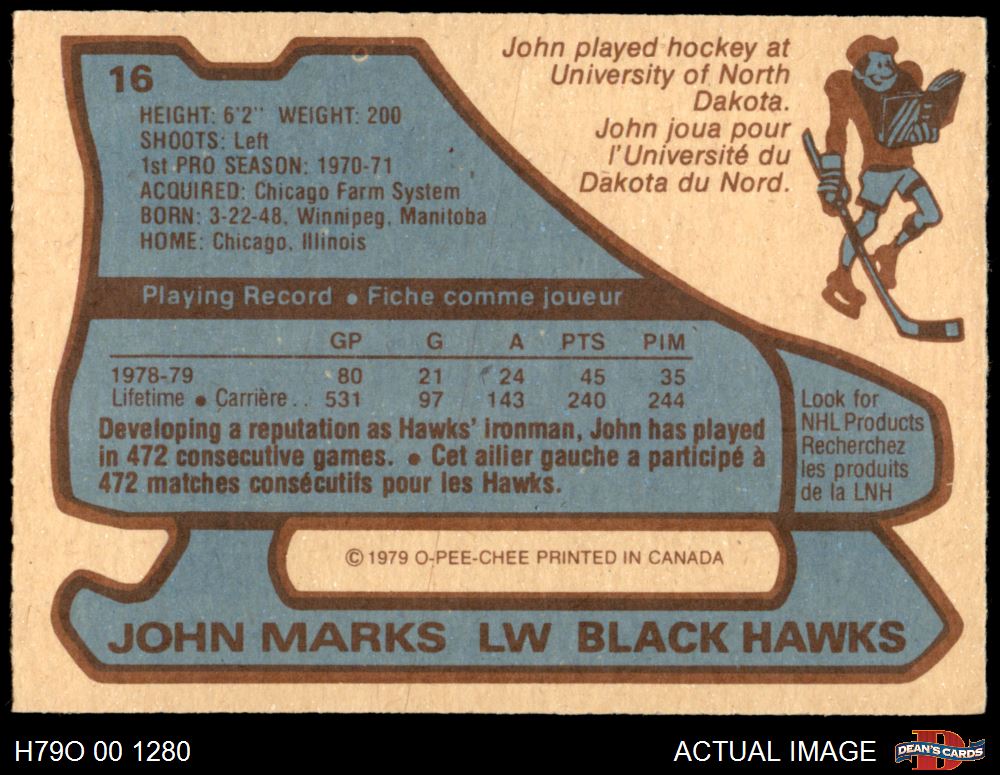 16
HEIGHT: 6'2" WEIGHT: 200
SHOOTS: Left
1st PRO SEASON: 1970-71
ACQUIRED: Chicago Farm System
BORN: 3-22-48, Winnipeg, Manitoba
HOME: Chicago, Illinois
John played hockey at
University of North
Dakota.
John joua pour
l'Université du
Dakota du Nord.
Playing Record • Fiche comme joueur
GP G A PTS PIM
1978-79 80 21 24 45 35
Lifetime • Carrière .. 531 97 143 240 244
Developing a reputation as Hawks' ironman, John has played
in 472 consecutive games. • Cet ailier gauche a participé à
472 matches consécutifs pour les Hawks.
Look for
NHL Products
Recherchez
les produits
de la LNH
© 1979 O-PEE-CHEE PRINTED IN CANADA
JOHN MARKS LW BLACK HAWKS
H79O 00 1280
ACTUAL IMAGE
DEAN'S CARDS